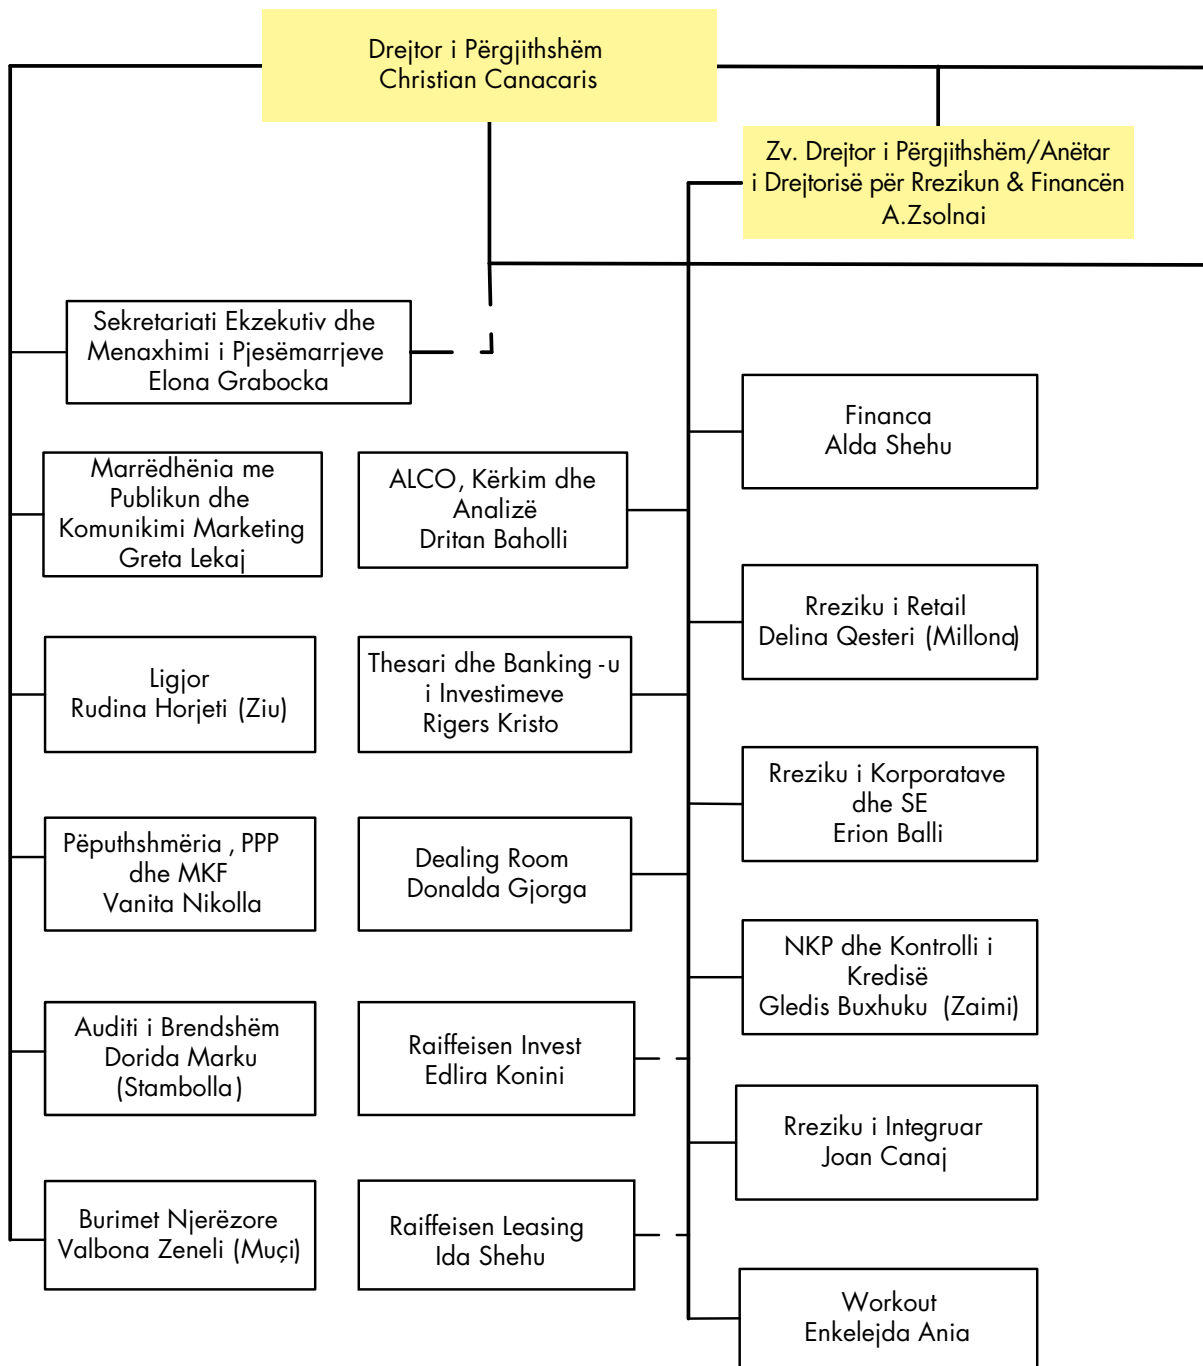 Drejtor i Përgjithshëm
Christian Canacaris
Zv. Drejtor i Përgjithshëm/Anëtar
i Drejtorisë për Rrezikun & Financën
A.Zsolnai
Sekretariati Ekzekutiv dhe
Menaxhimi i Pjesëmarrjeve
Elona Grabocka
Marrëdhënia me
Publikun dhe
Komunikimi Marketing
Greta Lekaj
Ligjor
Rudina Horjeti (Ziu)
Pëputhshmëria , PPP
dhe MKF
Vanita Nikolla
Auditi i Brendshëm
Dorida Marku
(Stambolla)
Burimet Njerëzore
Valbona Zeneli (Muçi)
ALCO, Kërkim dhe
Analizë
Dritan Baholli
Thesari dhe Banking -u
i Investimeve
Rigers Kristo
Dealing Room
Donalda Gjorga
Raiffeisen Invest
Edlira Konini
Raiffeisen Leasing
Ida Shehu
Financa
Alda Shehu
Rreziku i Retail
Delina Qesteri (Millona)
Rreziku i Korporatave
dhe SE
Erion Balli
NKP dhe Kontrolli i
Kredisë
Gledis Buxhuku (Zaimi)
Rreziku i Integruar
Joan Canaj
Workout
Enkelejda Ania